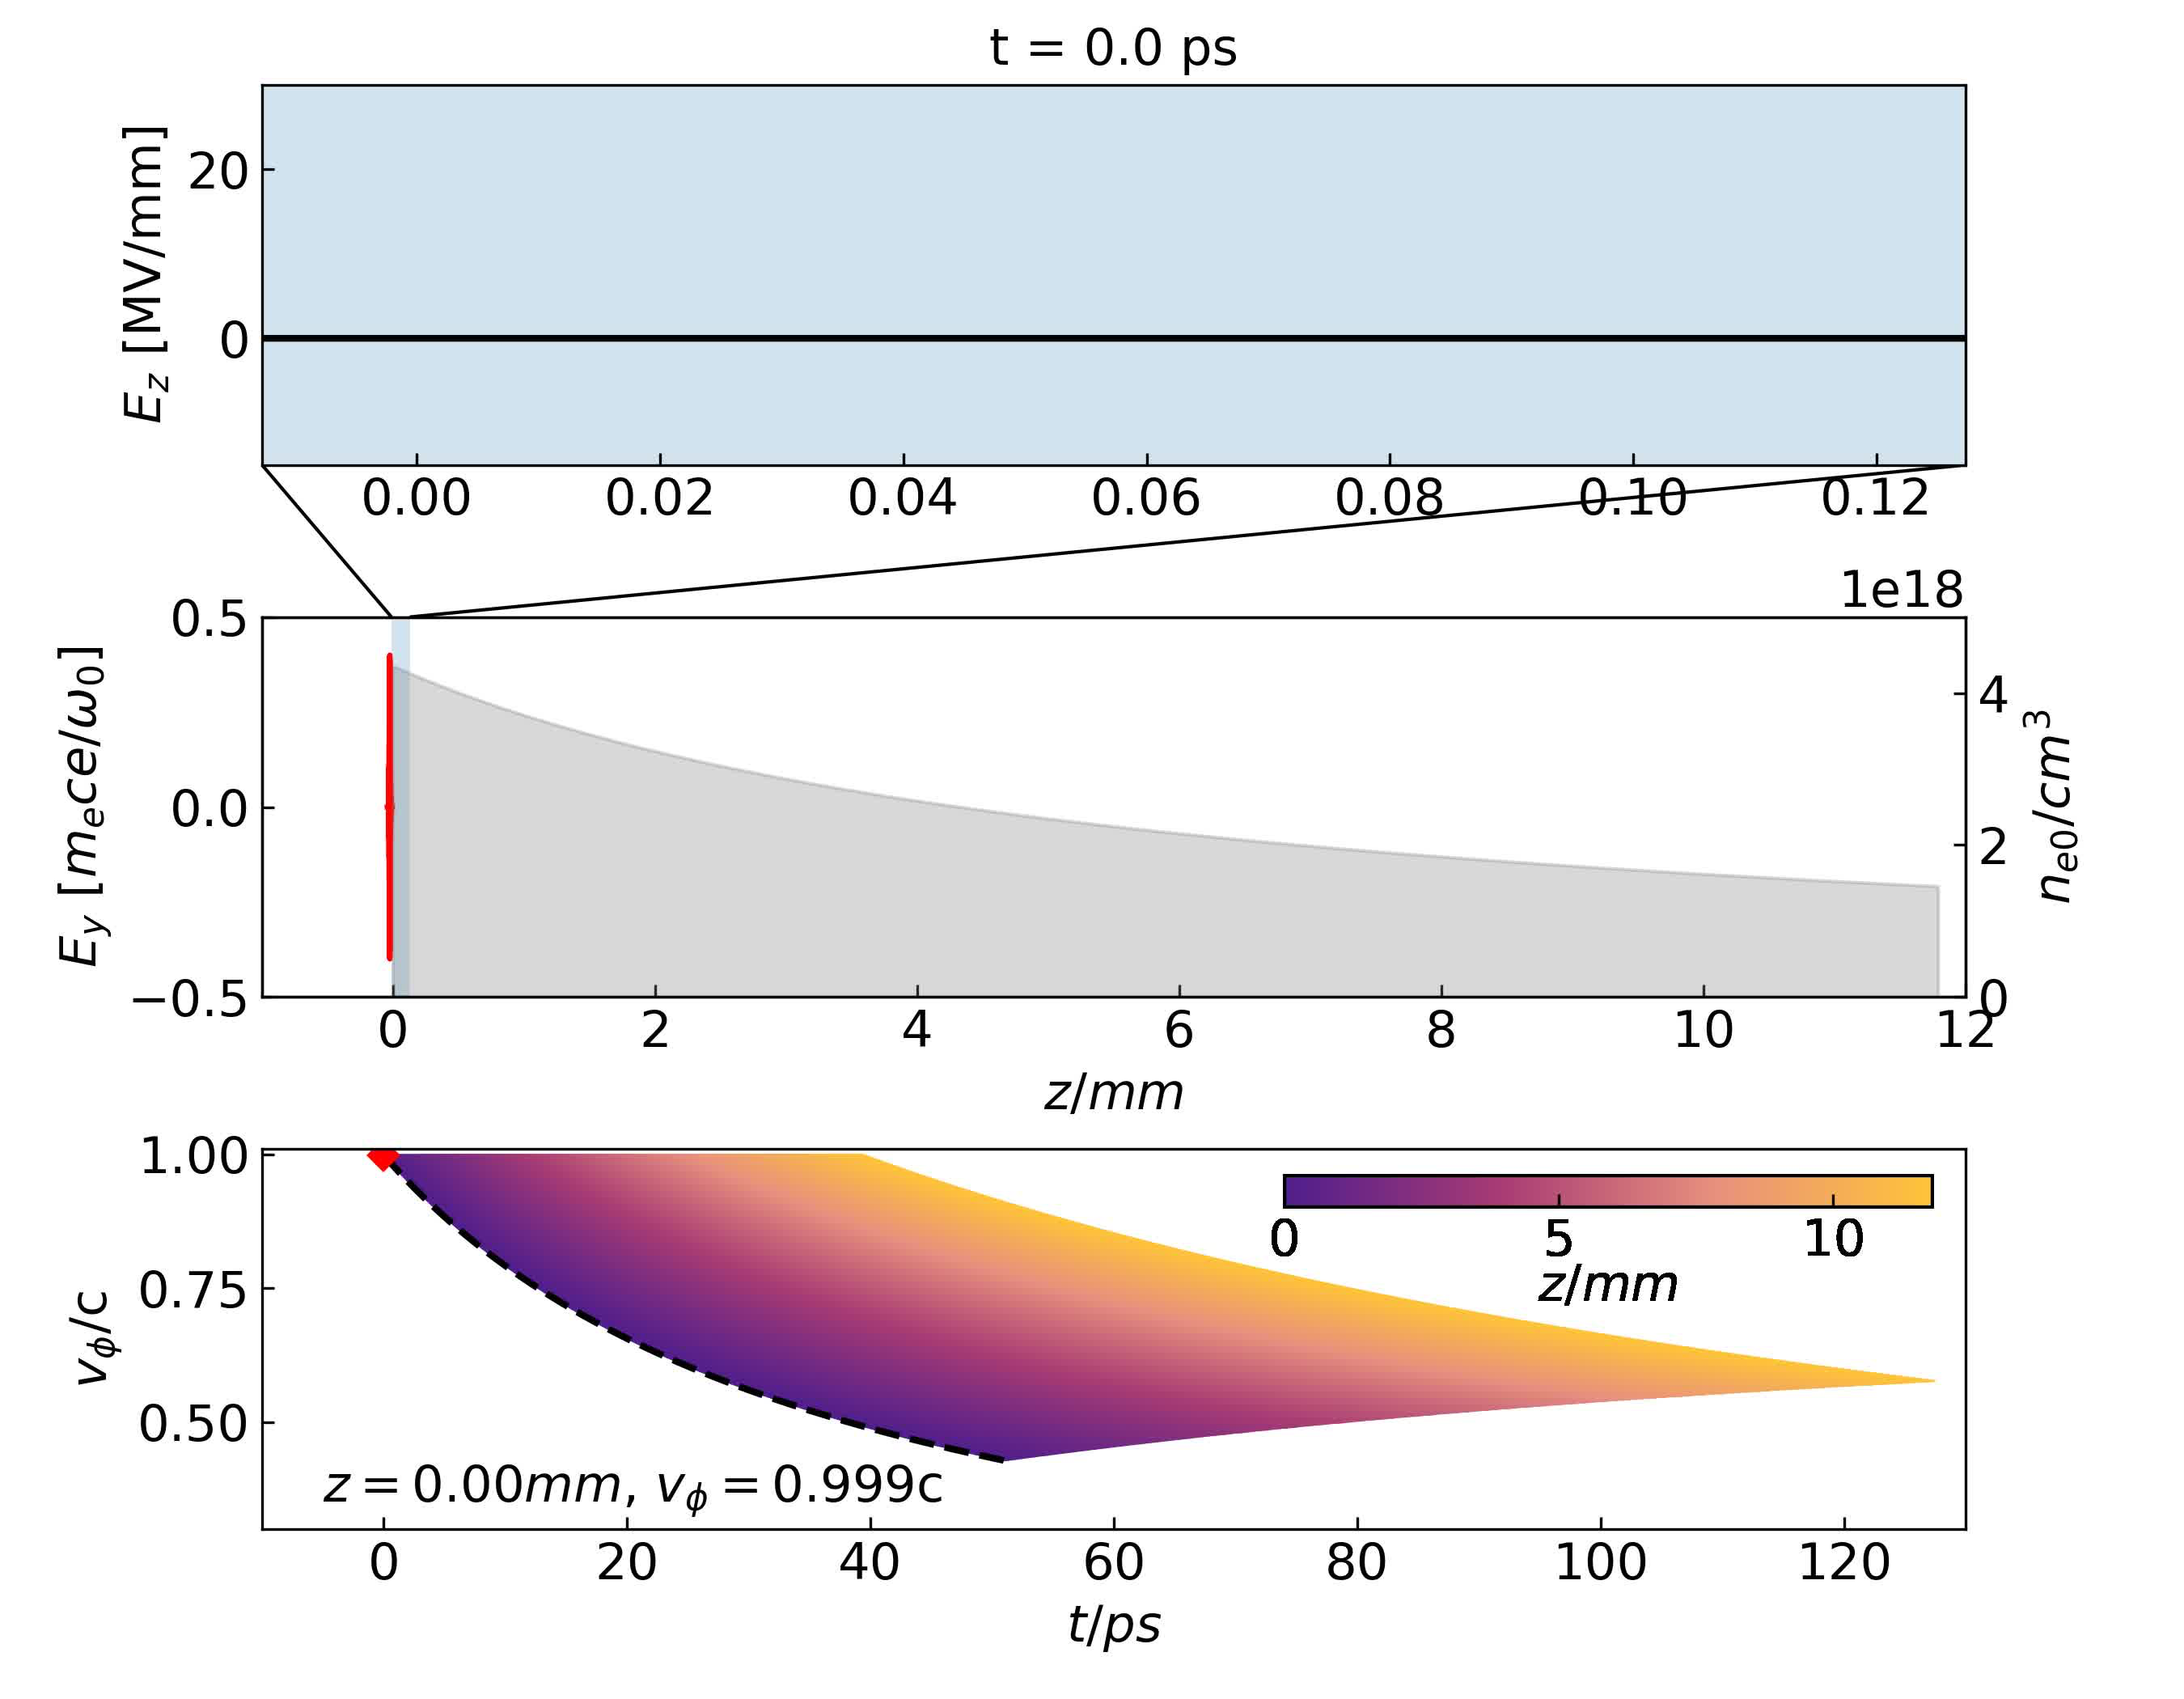 t = 0.0 ps
E_z [MV/mm]
20
0
0.00 0.02 0.04 0.06 0.08 0.10 0.12
1e18
E_y [m_e ce/ω_0]
0.5
0.0
−0.5
4
2
0
n_{e0}/cm^3
0 2 4 6 8 10 12
z/mm
v_ϕ/c
1.00
0.75
0.50
0 5 10
z/mm
z = 0.00mm, v_ϕ = 0.999c
0 20 40 60 80 100 120
t/ps